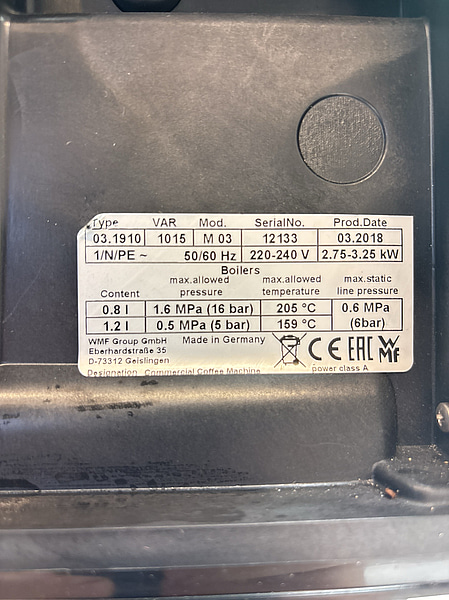 Type VAR Mod. SerialNo. Prod.Date
03.1910 1015 M 03 12133 03.2018
1/N/PE ~ 50/60 Hz 220-240 V 2.75-3.25 kW
Boilers
Content max.allowed pressure max.allowed temperature max.static line pressure
0.8 l 1.6 MPa (16 bar) 205 °C 0.6 MPa
1.2 l 0.5 MPa (5 bar) 159 °C (6bar)
WMF Group GmbH Made in Germany
Eberhardstraße 35
D-73312 Geislingen
CE EAC WMF
Designation Commercial Coffee Machine power class A